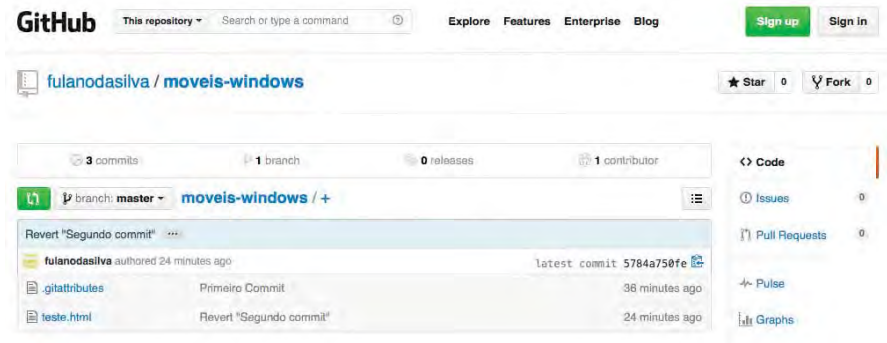 GitHub This repository Search or type a command Explore Features Enterprise Blog Sign up Sign in
fulanodasilva / moveis-windows Star 0 Fork 0
3 commits 1 branch 0 releases 1 contributor
Code
branch: master moveis-windows / +
Issues 0
Revert "Segundo commit" ...
Pull Requests 0
fulanodasilva authored 24 minutes ago latest commit 5784a750fe
.gitattributes Primeiro Commit 36 minutes ago
Pulse
teste.html Revert "Segundo commit" 24 minutes ago
Graphs